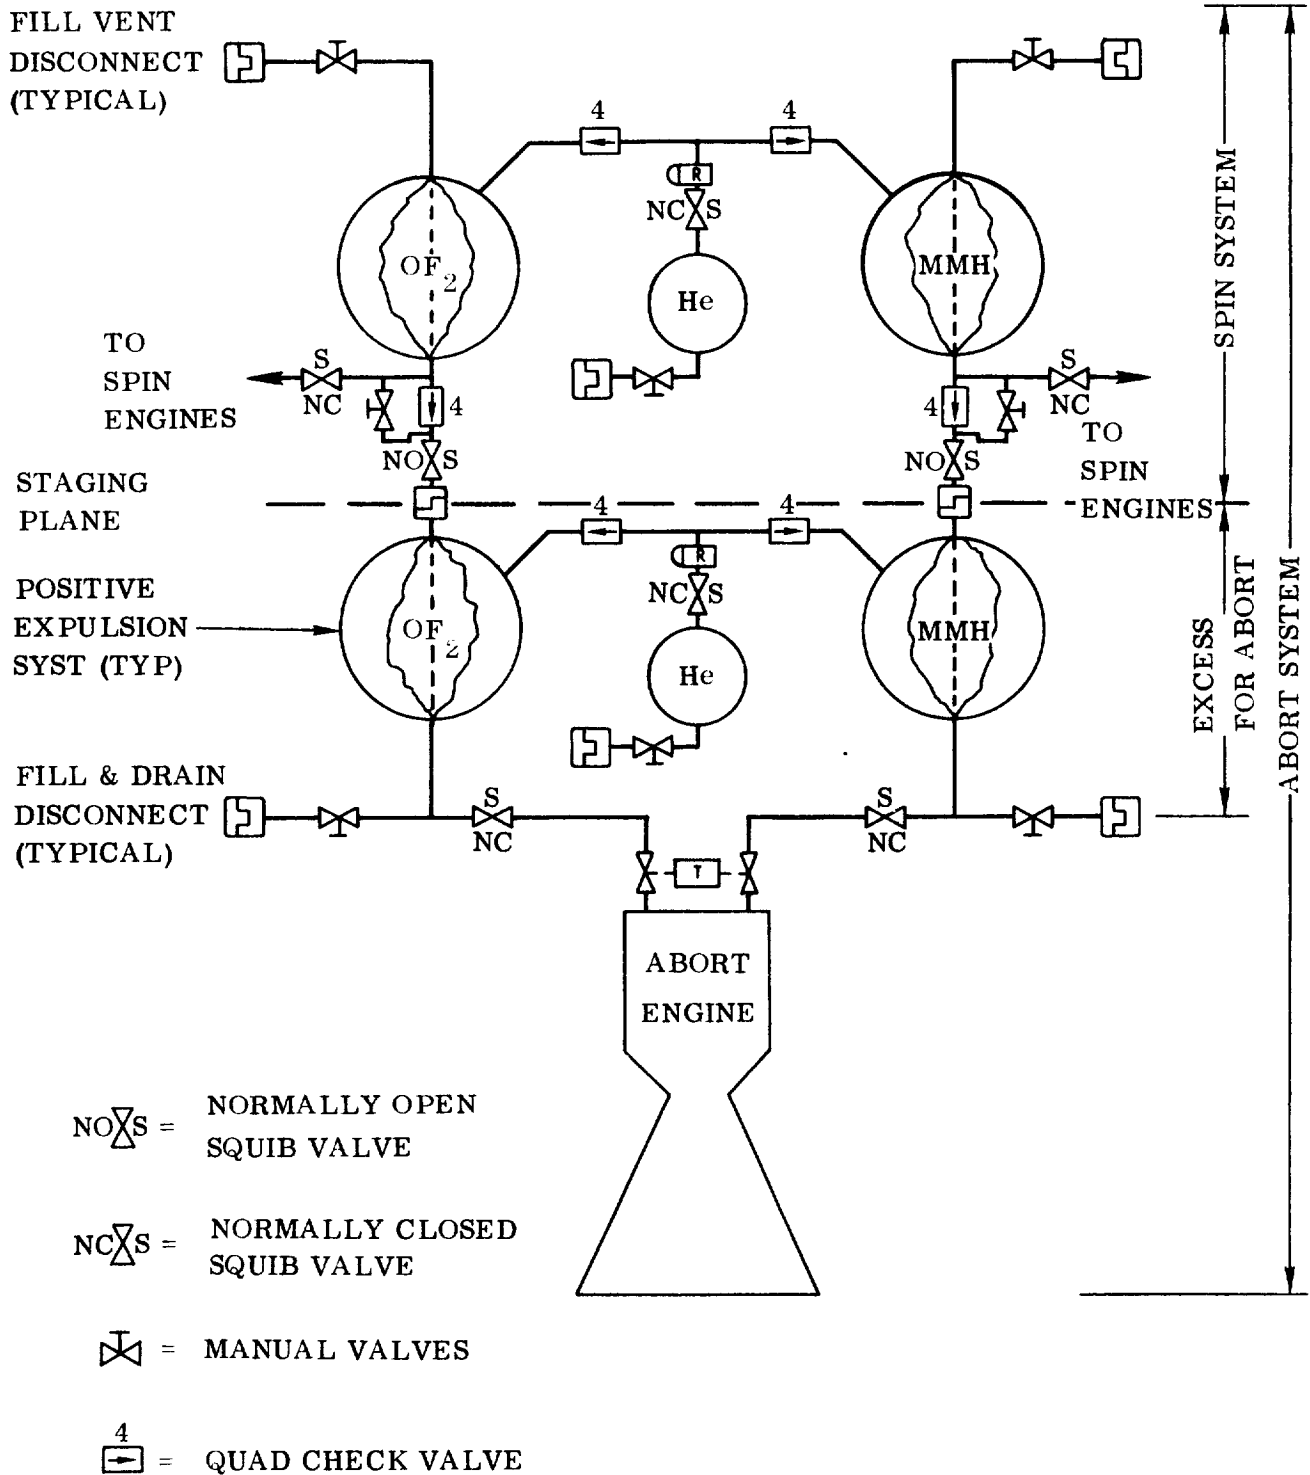 FILL VENT
DISCONNECT
(TYPICAL)
4 4
R
NC S
OF2
MMH
He
TO
SPIN
ENGINES
S
NC
4
NO S
S
NC
4
NO S
TO
SPIN
ENGINES
SPIN SYSTEM
STAGING
PLANE
4 4
R
NC S
POSITIVE
EXPULSION
SYST (TYP)
OF2
MMH
He
EXCESS
FOR ABORT
ABORT SYSTEM
FILL & DRAIN
DISCONNECT
(TYPICAL)
S
NC
S
NC
T
ABORT
ENGINE
NO S = NORMALLY OPEN
SQUIB VALVE
NC S = NORMALLY CLOSED
SQUIB VALVE
= MANUAL VALVES
4
= QUAD CHECK VALVE